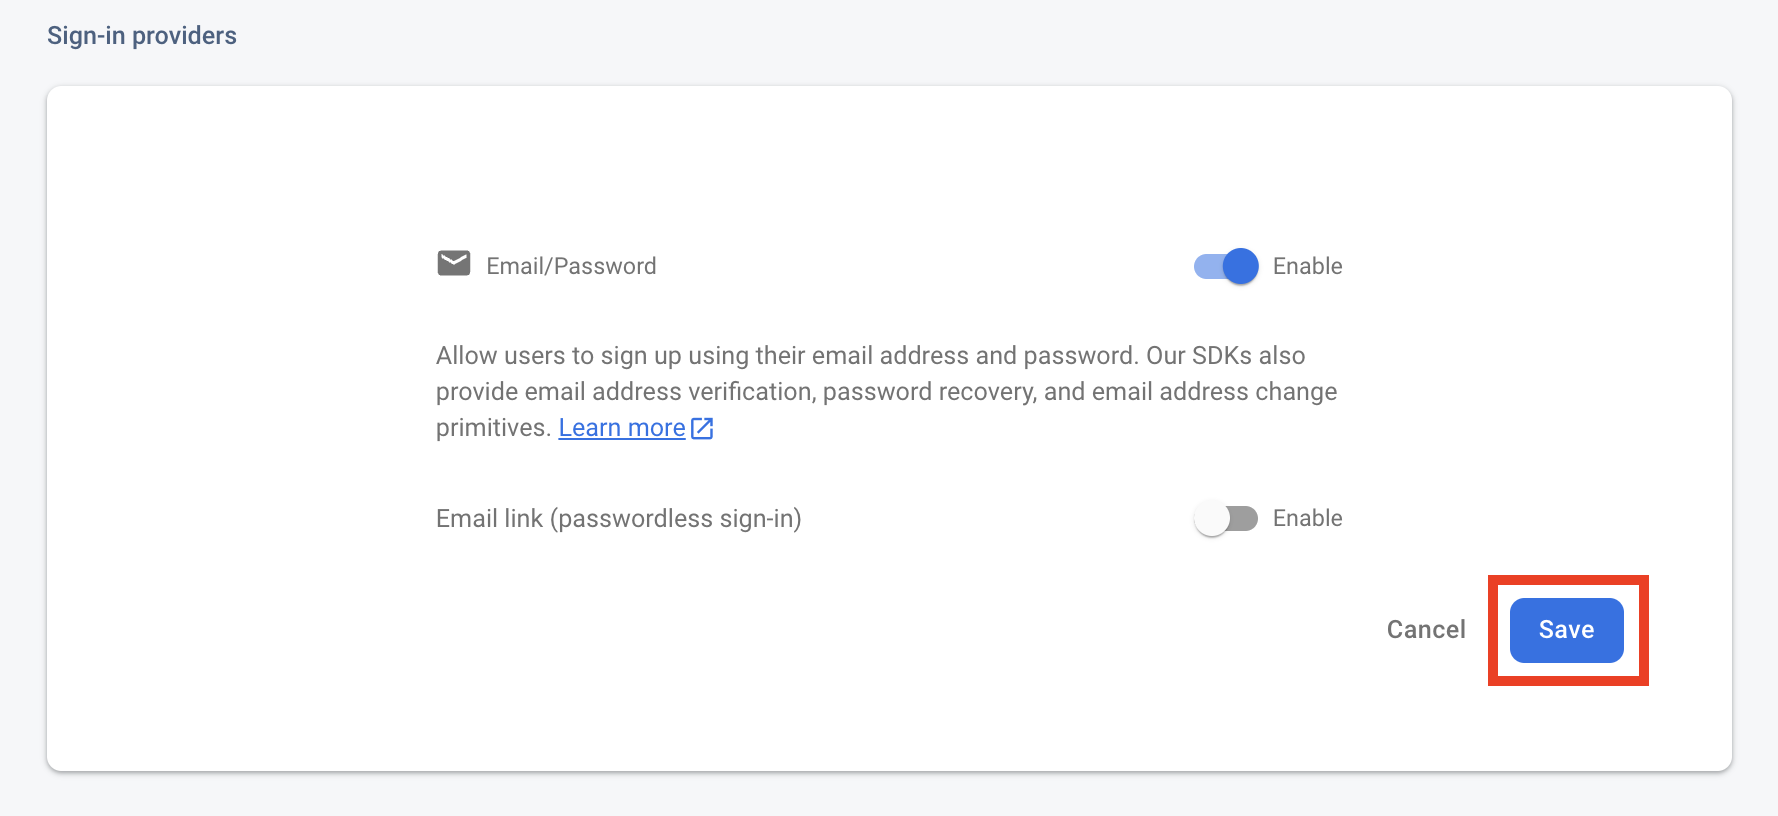 Sign-in providers
Email/Password
Enable
Allow users to sign up using their email address and password. Our SDKs also
provide email address verification, password recovery, and email address change
primitives. Learn more
Email link (passwordless sign-in)
Enable
Cancel
Save